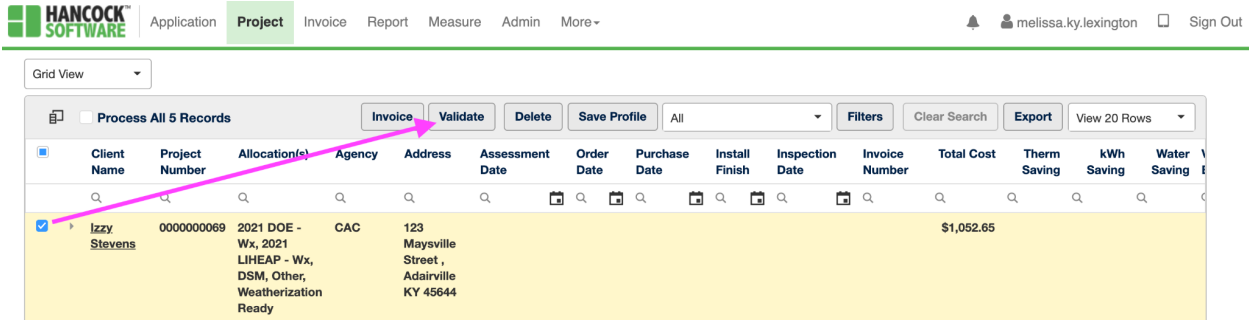 HANCOCK™
SOFTWARE
Application Project Invoice Report Measure Admin More
melissa.ky.lexington Sign Out
Grid View
Process All 5 Records Invoice Validate Delete Save Profile All Filters Clear Search Export View 20 Rows
Client Name Project Number Allocation(s) Agency Address Assessment Date Order Date Purchase Date Install Finish Inspection Date Invoice Number Total Cost Therm Saving kWh Saving Water Saving
Izzy Stevens 0000000069 2021 DOE - CAC 123 $1,052.65
Wx, 2021 Maysville
LIHEAP - Wx, Street ,
DSM, Other, Adairville
Weatherization KY 45644
Ready